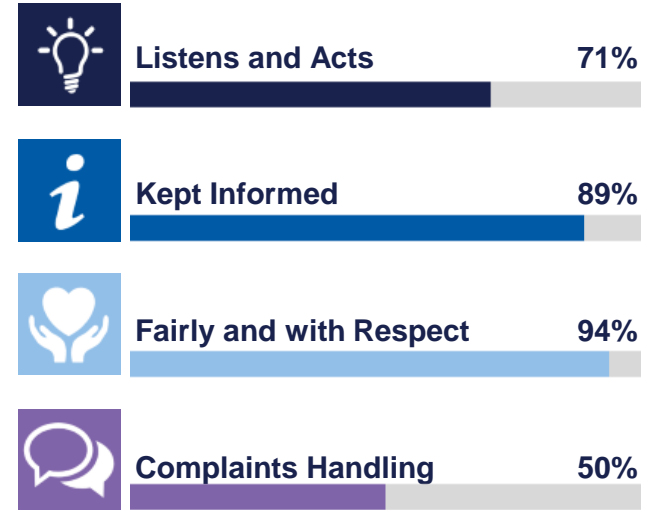 Listens and Acts 71%
Kept Informed 89%
Fairly and with Respect 94%
Complaints Handling 50%